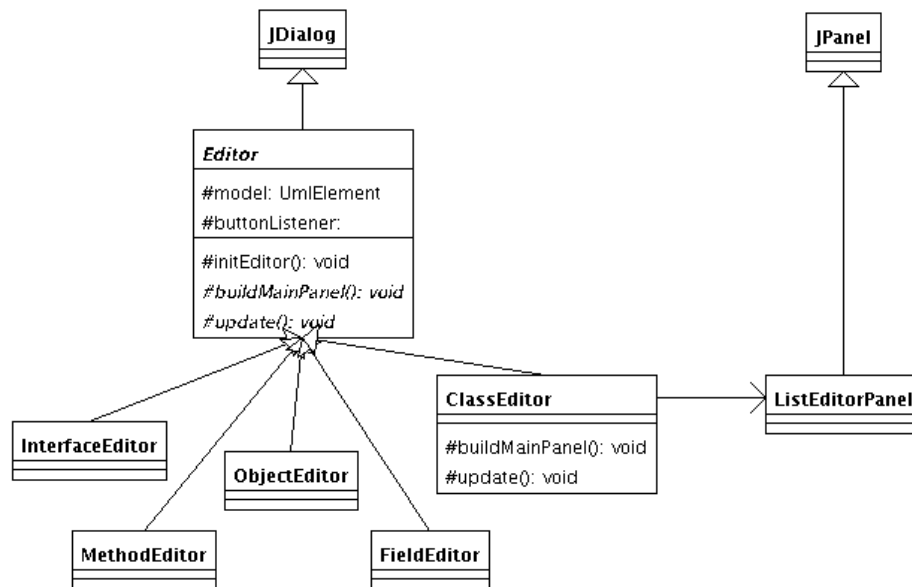 JDialog
JPanel
Editor
#model: UmlElement
#buttonListener:
#initEditor(): void
#buildMainPanel(): void
#update(): void
ClassEditor
#buildMainPanel(): void
#update(): void
ListEditorPanel
InterfaceEditor
ObjectEditor
MethodEditor
FieldEditor